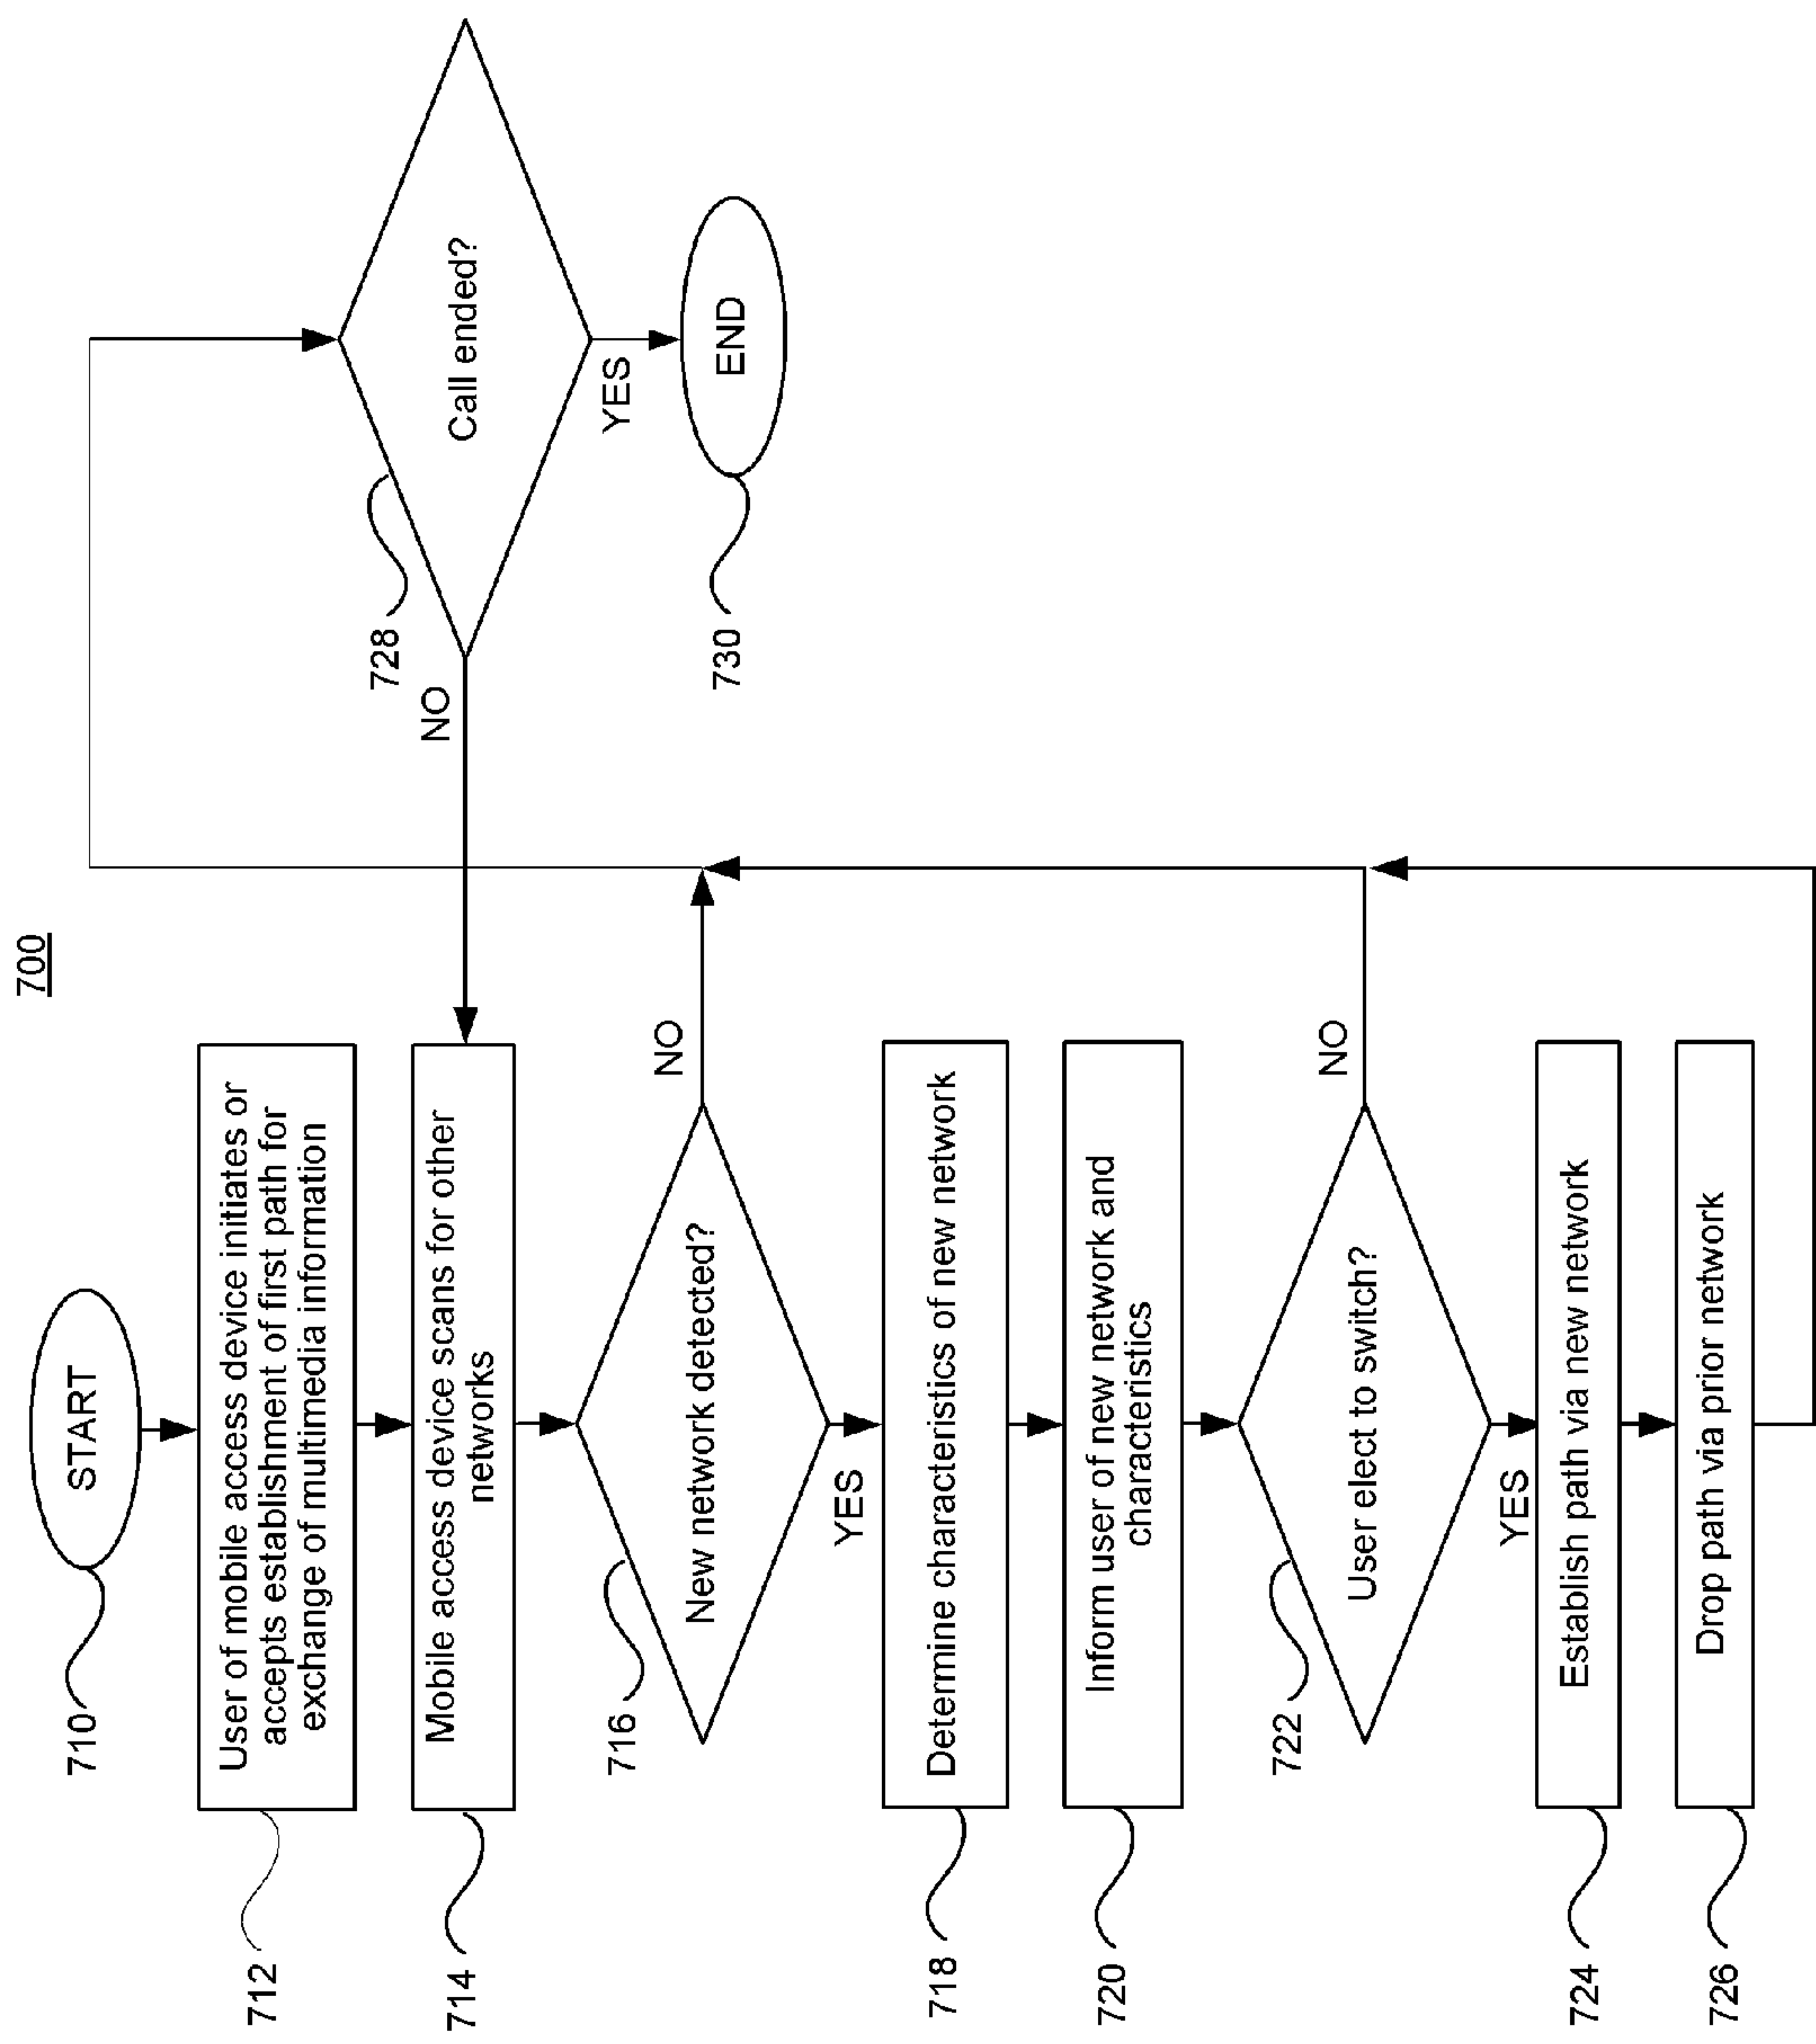 700
START
710
User of mobile access device initiates or
accepts establishment of first path for
exchange of multimedia information
712
Mobile access device scans for other
networks
714
New network detected?
716
NO
YES
Determine characteristics of new network
718
Inform user of new network and
characteristics
720
User elect to switch?
722
NO
YES
Establish path via new network
724
Drop path via prior network
726
Call ended?
728
NO
YES
END
730